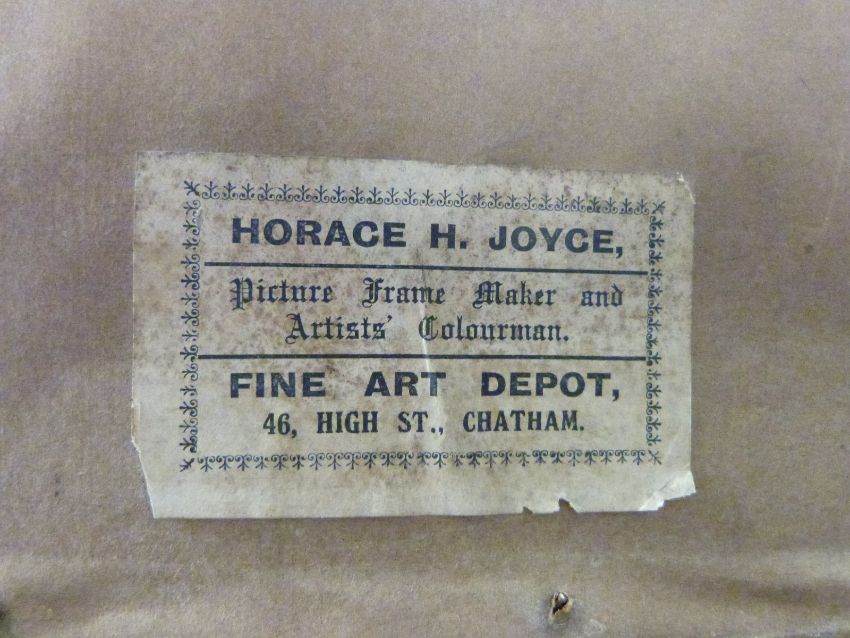 HORACE H. JOYCE,
Picture Frame Maker and
Artists' Colourman.
FINE ART DEPOT,
46, HIGH ST., CHATHAM.